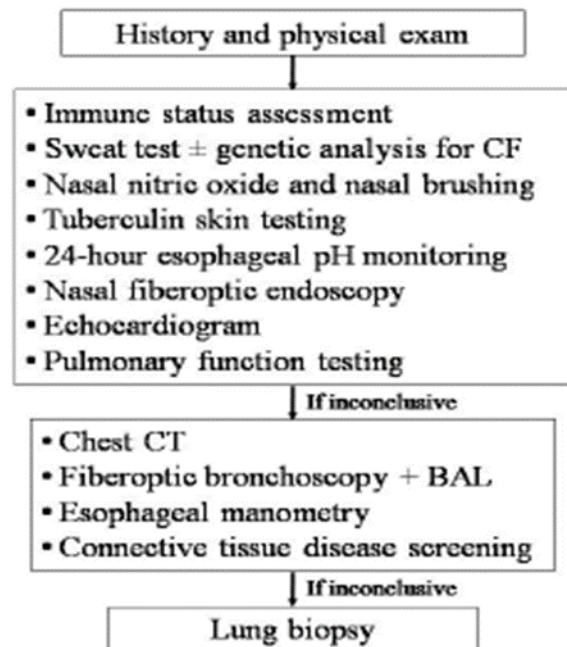 History and physical exam
▪ Immune status assessment
▪ Sweat test ± genetic analysis for CF
▪ Nasal nitric oxide and nasal brushing
▪ Tuberculin skin testing
▪ 24-hour esophageal pH monitoring
▪ Nasal fiberoptic endoscopy
▪ Echocardiogram
▪ Pulmonary function testing
If inconclusive
▪ Chest CT
▪ Fiberoptic bronchoscopy + BAL
▪ Esophageal manometry
▪ Connective tissue disease screening
If inconclusive
Lung biopsy